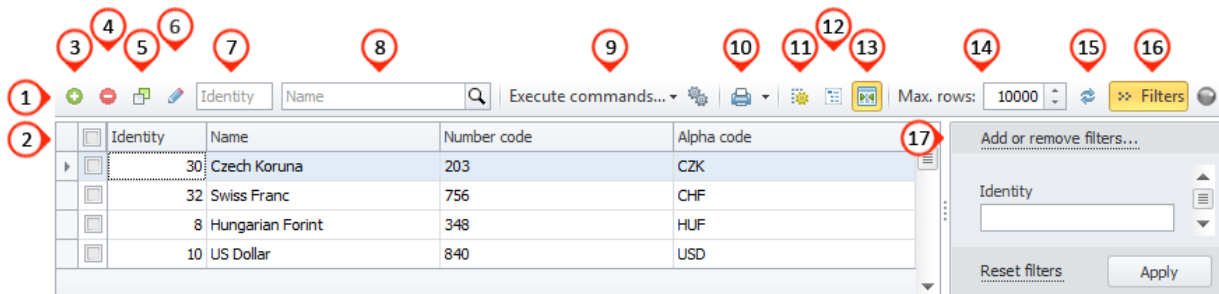 4 6 12
3 5 7 8 9 10 11 13 14 15 16
1 Identity Name Execute commands... Max. rows: 10000 >> Filters
2 Identity Name Number code Alpha code 17 Add or remove filters...
30 Czech Koruna 203 CZK
32 Swiss Franc 756 CHF
Identity
8 Hungarian Forint 348 HUF
10 US Dollar 840 USD
Reset filters Apply